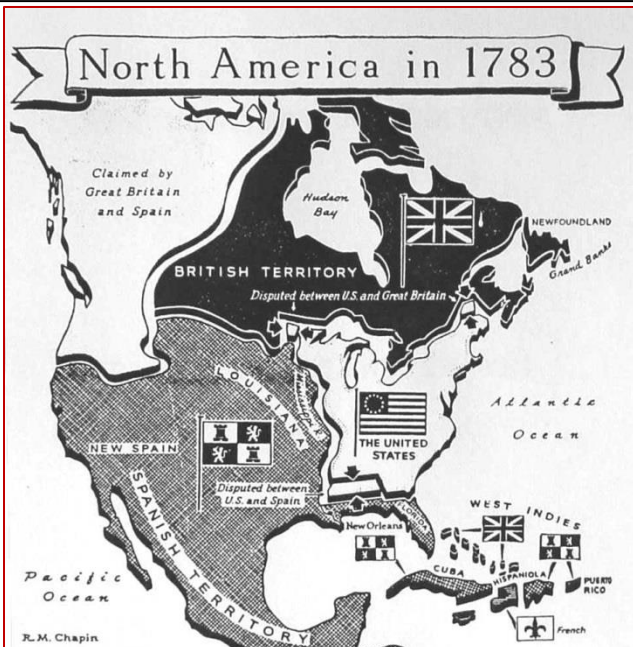 North America in 1783
Claimed by
Great Britain
and Spain
Hudson
Bay
NEWFOUNDLAND
Grand Banks
BRITISH TERRITORY
Disputed between U.S. and Great Britain
LOUISIANA
Mississippi R.
Atlantic
Ocean
THE UNITED
STATES
NEW SPAIN
Disputed between
U.S. and Spain
SPANISH TERRITORY
FLORIDA
New Orleans
WEST INDIES
CUBA
HISPANIOLA
PUERTO
RICO
Pacific
Ocean
French
R.M. Chapin